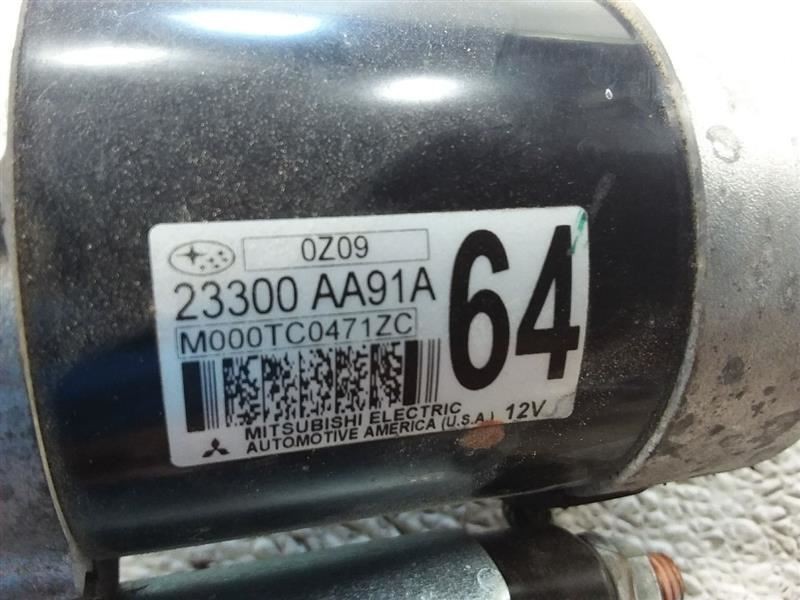 0Z09
23300 AA91A
64
M000TC0471ZC
MITSUBISHI ELECTRIC
AUTOMOTIVE AMERICA (U.S.A.) 12V